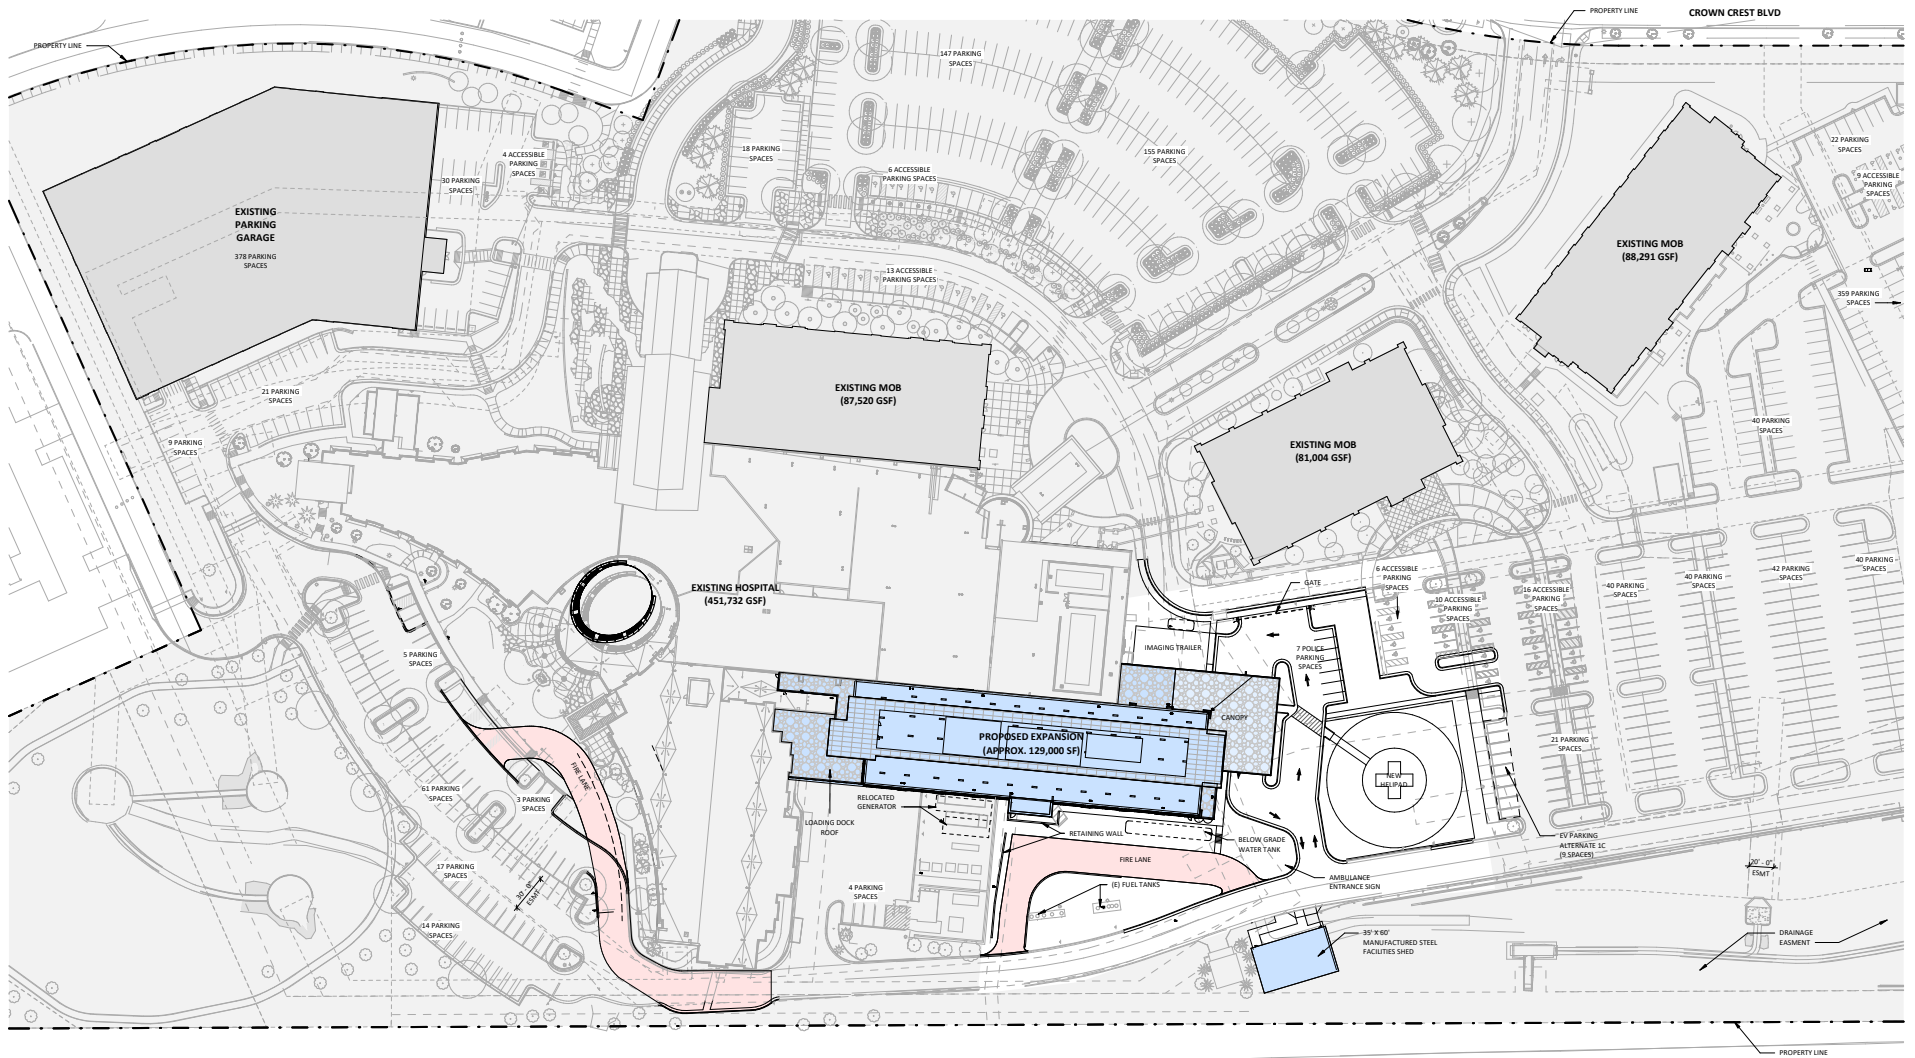 PROPERTY LINE
CROWN CREST BLVD
PROPERTY LINE
147 PARKING
SPACES
18 PARKING
SPACES
155 PARKING
SPACES
22 PARKING
SPACES
4 ACCESSIBLE
PARKING
SPACES
30 PARKING
SPACES
6 ACCESSIBLE
PARKING SPACES
9 ACCESSIBLE
PARKING
SPACES
EXISTING
PARKING
GARAGE
378 PARKING
SPACES
EXISTING MOB
(88,291 GSF)
13 ACCESSIBLE
PARKING SPACES
359 PARKING
SPACES
21 PARKING
SPACES
EXISTING MOB
(87,520 GSF)
9 PARKING
SPACES
EXISTING MOB
(81,004 GSF)
40 PARKING
SPACES
EXISTING HOSPITAL
(451,732 GSF)
GATE
6 ACCESSIBLE
PARKING
SPACES
10 ACCESSIBLE
PARKING
SPACES
16 ACCESSIBLE
PARKING
SPACES
40 PARKING
SPACES
40 PARKING
SPACES
42 PARKING
SPACES
40 PARKING
SPACES
5 PARKING
SPACES
IMAGING TRAILER
7 POLICE
PARKING
SPACES
CANOPY
PROPOSED EXPANSION
(APPROX. 129,000 SF)
21 PARKING
SPACES
FIRE LANE
NEW
HELIPAD
61 PARKING
SPACES
3 PARKING
SPACES
RELOCATED
GENERATOR
LOADING DOCK
ROOF
RETAINING WALL
BELOW GRADE
WATER TANK
EV PARKING
ALTERNATE 1C
(9 SPACES)
FIRE LANE
17 PARKING
SPACES
20' - 0"
ESMT
30' - 0"
ESMT
4 PARKING
SPACES
(E) FUEL TANKS
AMBULANCE
ENTRANCE SIGN
14 PARKING
SPACES
35' X 60'
MANUFACTURED STEEL
FACILITIES SHED
DRAINAGE
EASMENT
PROPERTY LINE